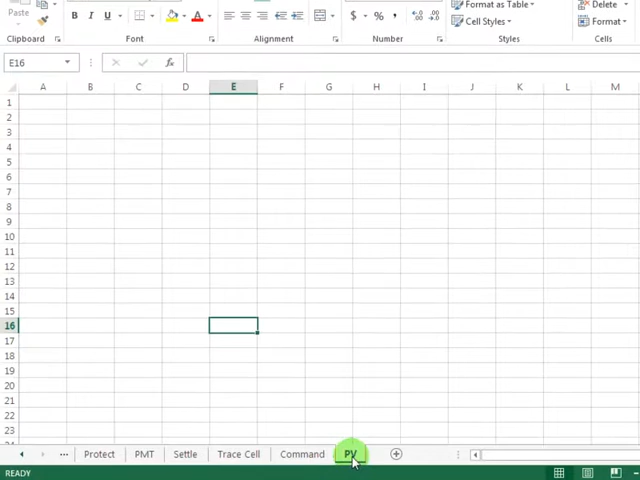 Paste
B I U
A
$ % ,
.0 .00
Format as Table
Cell Styles
Delete
Format
Clipboard
Font
Alignment
Number
Styles
Cells
E16
fx
A B C D E F G H I J K L M
1
2
3
4
5
6
7
8
9
10
11
12
13
14
15
16
17
18
19
20
21
22
23
... Protect PMT Settle Trace Cell Command PV
READY